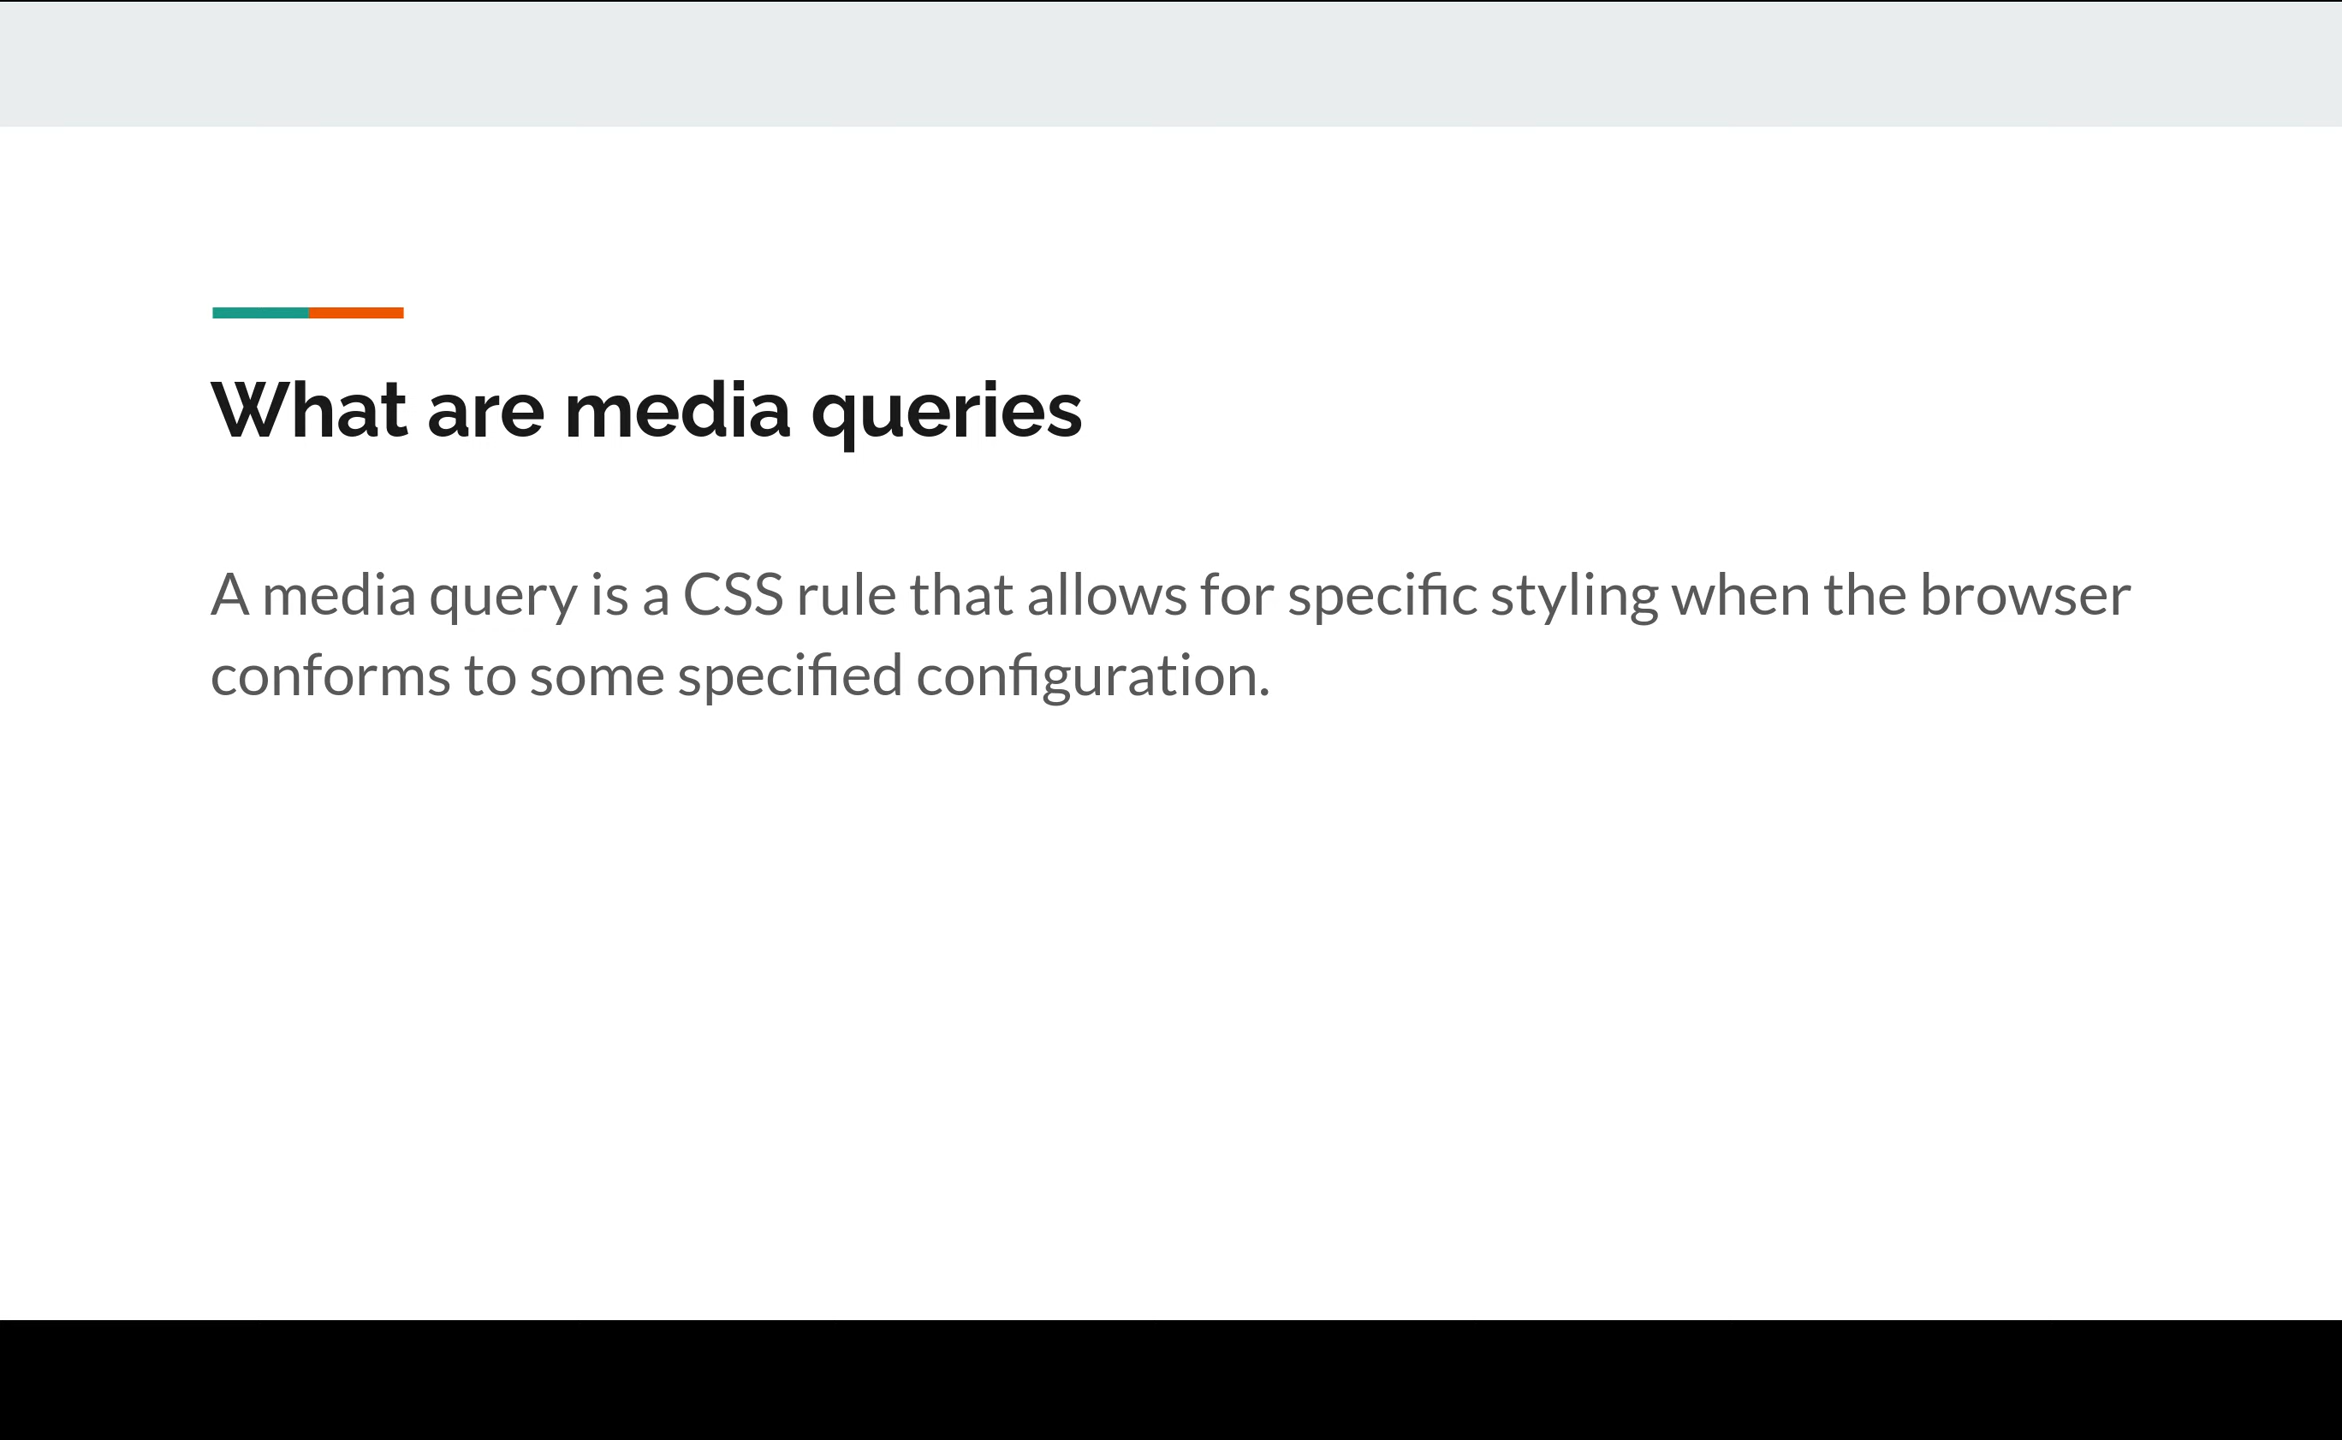 What are media queries
A media query is a CSS rule that allows for specific styling when the browser
conforms to some specified configuration.